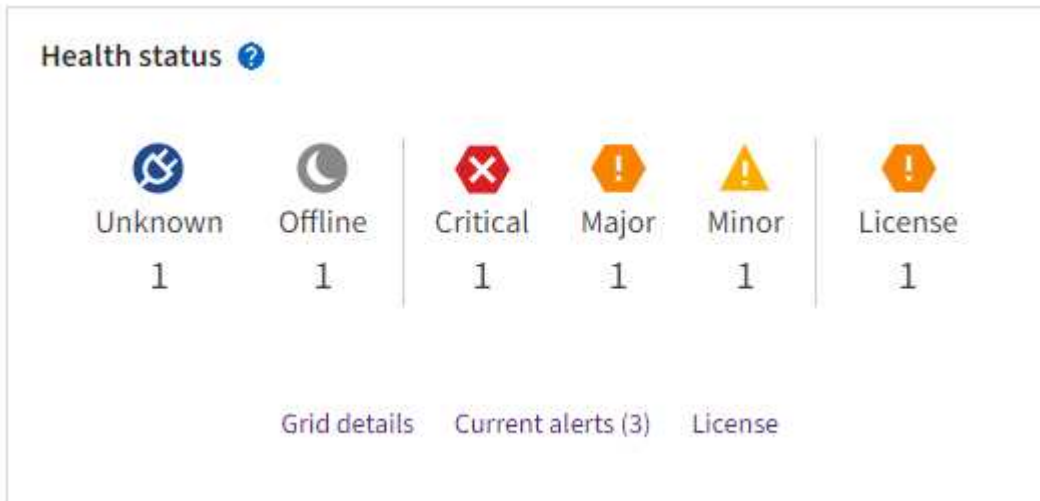 Health status ?
Unknown Offline Critical Major Minor License
1 1 1 1 1 1
Grid details Current alerts (3) License